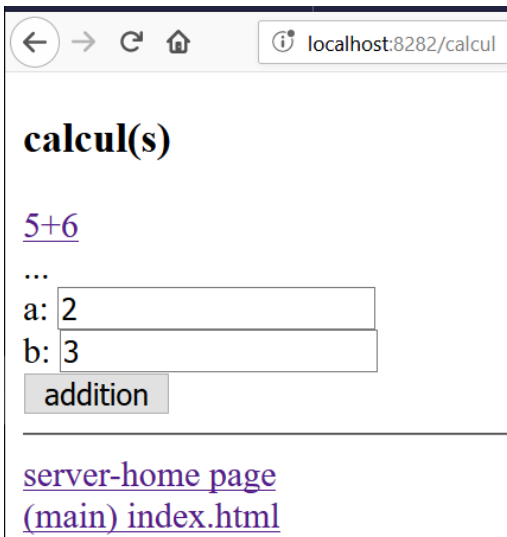 localhost:8282/calcul
calcul(s)
5+6
...
a: 2
b: 3
addition
server-home page
(main) index.html